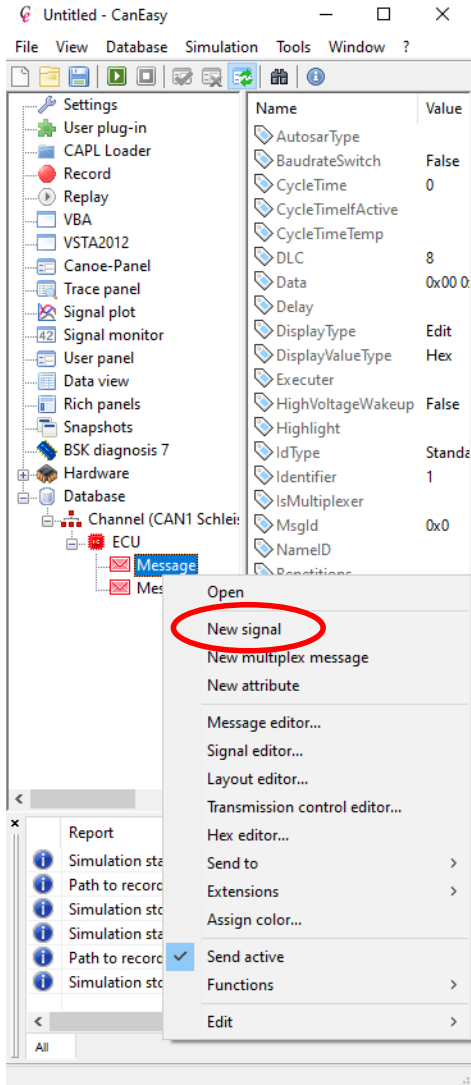 Untitled - CanEasy
File View Database Simulation Tools Window ?
Settings
User plug-in
CAPL Loader
Record
Replay
VBA
VSTA2012
Canoe-Panel
Trace panel
Signal plot
42 Signal monitor
User panel
Data view
Rich panels
Snapshots
BSK diagnosis 7
Hardware
Database
Channel (CAN1 Schleis
ECU
Message
Mes
Name Value
AutosarType
BaudrateSwitch False
CycleTime 0
CycleTimeIfActive
CycleTimeTemp
DLC 8
Data 0x00 0
Delay
DisplayType Edit
DisplayValueType Hex
Executer
HighVoltageWakeup False
Highlight
IdType Standa
Identifier 1
IsMultiplexer
MsgId 0x0
NameID
Repetitions
Open
New signal
New multiplex message
New attribute
Message editor...
Signal editor...
Layout editor...
Transmission control editor...
Hex editor...
Send to
Extensions
Assign color...
Send active
Functions
Edit
Report
Simulation sta
Path to record
Simulation sto
Simulation sta
Path to record
Simulation sto
All